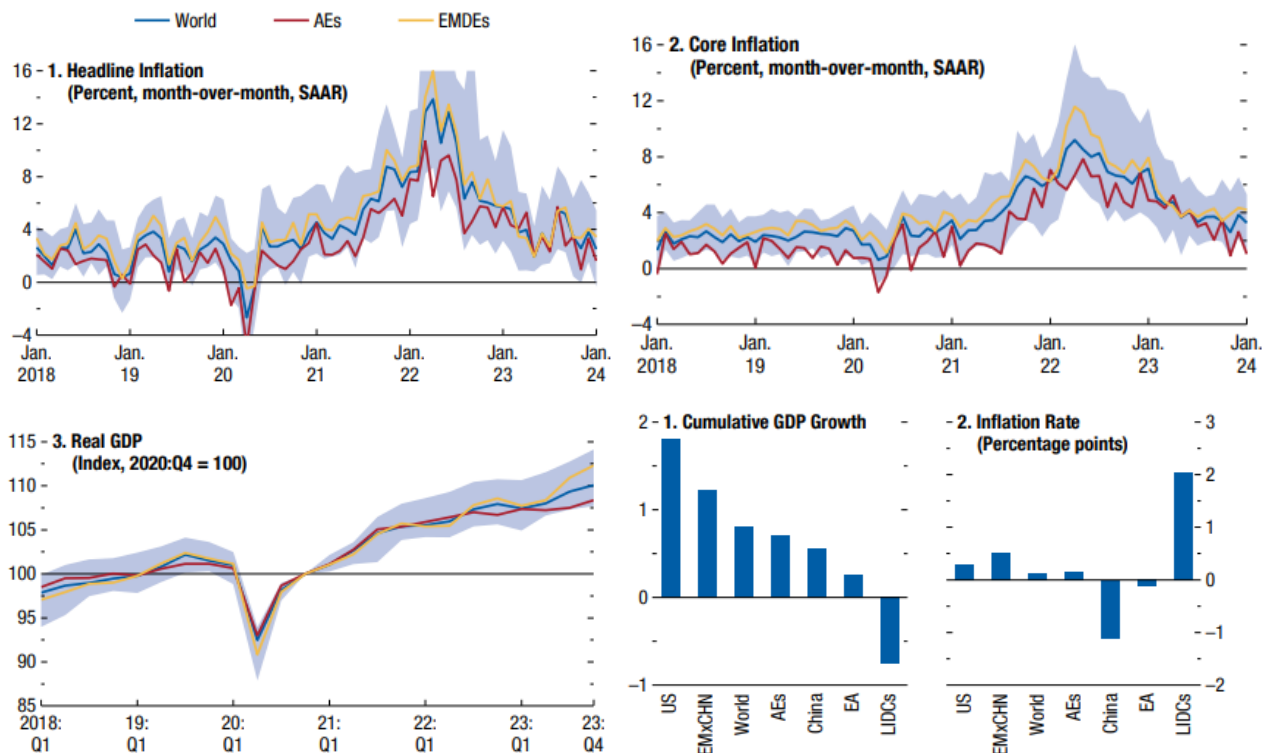 World AEs EMDEs
1. Headline Inflation
(Percent, month-over-month, SAAR)
16
12
8
4
0
–4
Jan. Jan. Jan. Jan. Jan. Jan. Jan.
2018 19 20 21 22 23 24
2. Core Inflation
(Percent, month-over-month, SAAR)
16
12
8
4
0
–4
Jan. Jan. Jan. Jan. Jan. Jan. Jan.
2018 19 20 21 22 23 24
3. Real GDP
(Index, 2020:Q4 = 100)
115
110
105
100
95
90
85
2018: 19: 20: 21: 22: 23: 23:
Q1 Q1 Q1 Q1 Q1 Q1 Q4
1. Cumulative GDP Growth
2
1
0
–1
US
EMxCHN
World
AEs
China
EA
LIDCs
2. Inflation Rate
(Percentage points)
3
2
1
0
–1
–2
US
EMxCHN
World
AEs
China
EA
LIDCs